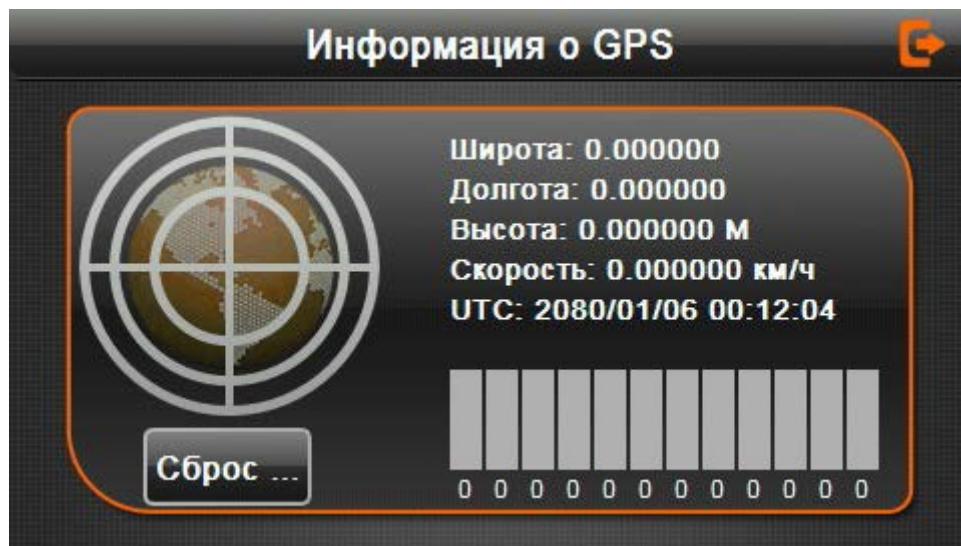 Информация о GPS
Широта: 0.000000
Долгота: 0.000000
Высота: 0.000000 М
Скорость: 0.000000 км/ч
UTC: 2080/01/06 00:12:04
Сброс ...
0 0 0 0 0 0 0 0 0 0 0 0